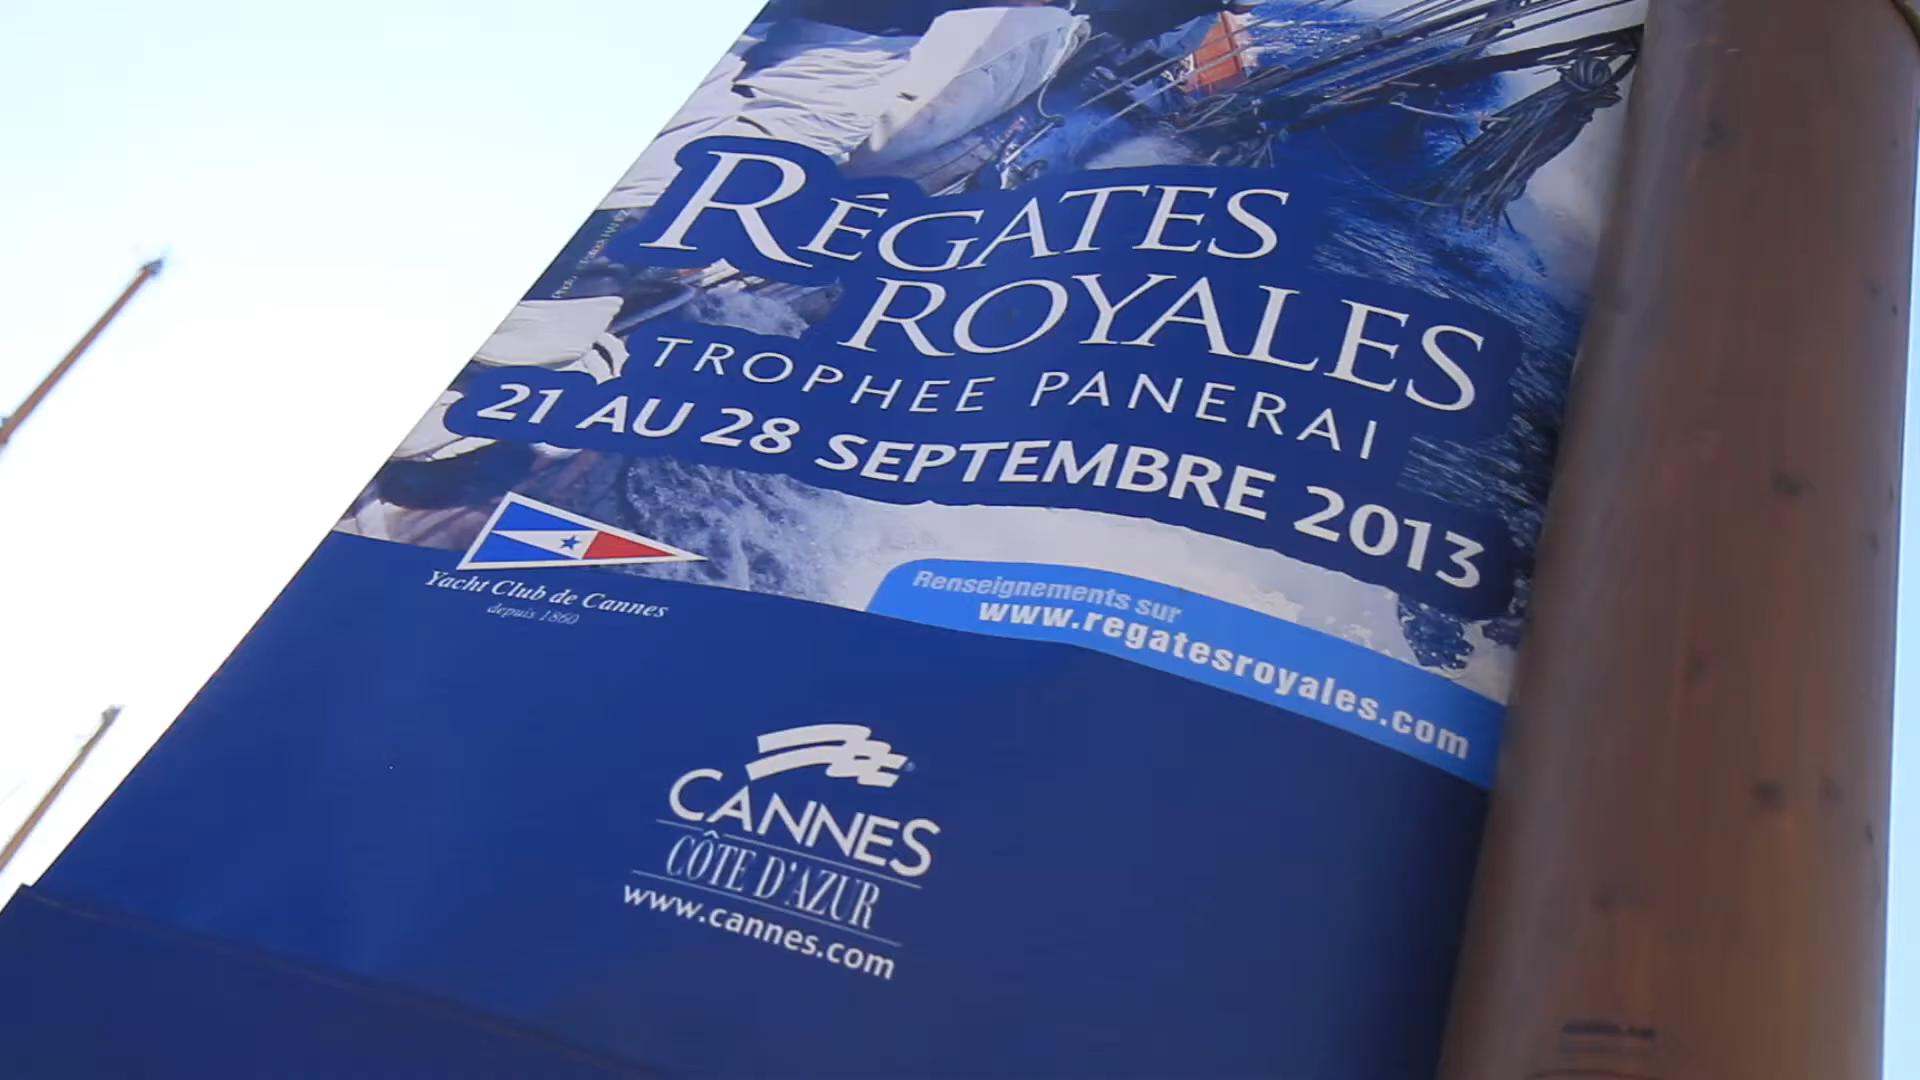 RÉGATES
ROYALES
TROPHEE PANERAI
21 AU 28 SEPTEMBRE 2013
Yacht Club de Cannes
depuis 1860
Renseignements sur
www.regatesroyales.com
CANNES
CÔTE D'AZUR
www.cannes.com